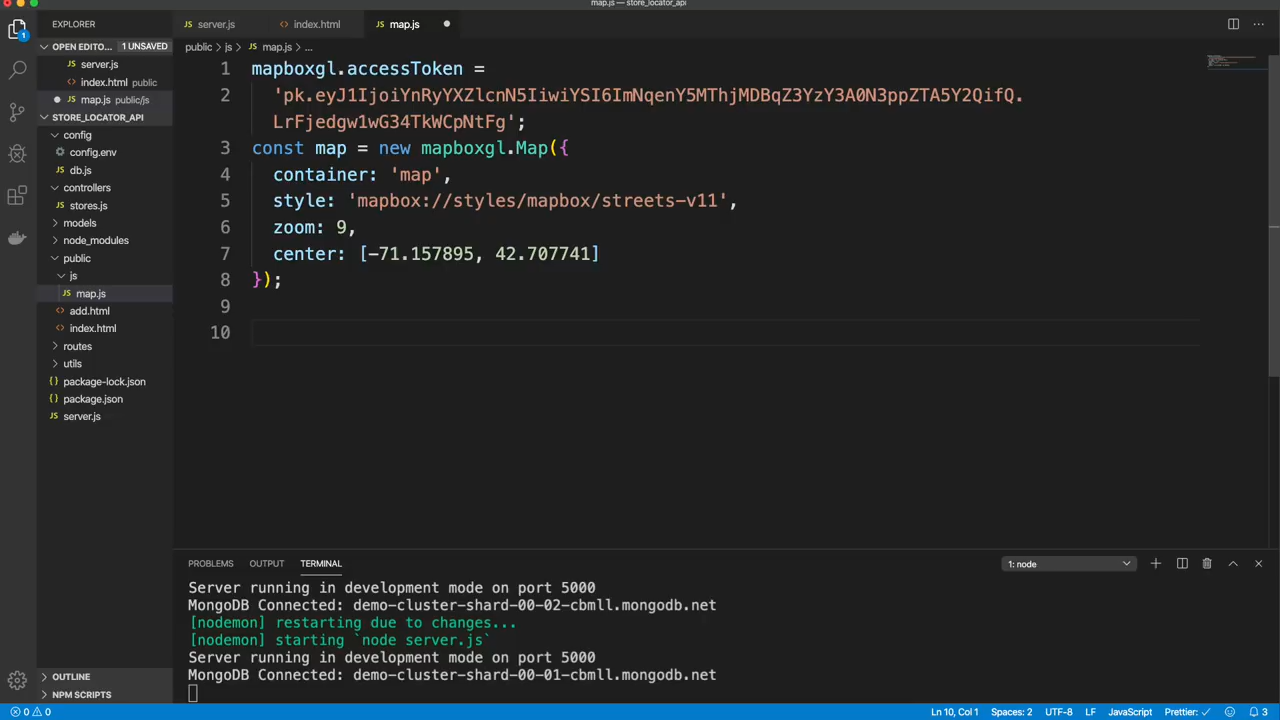 map.js — store_locator_api
EXPLORER
server.js
index.html
map.js
OPEN EDITO... 1 UNSAVED
server.js
index.html public
map.js public/js
STORE_LOCATOR_API
config
config.env
db.js
controllers
stores.js
models
node_modules
public
js
map.js
add.html
index.html
routes
utils
package-lock.json
package.json
server.js
OUTLINE
NPM SCRIPTS
public > js > JS map.js > ...
1 mapboxgl.accessToken =
2 'pk.eyJ1IjoiYnRyYXZlcnN5IiwiYSI6ImNqenY5MThjMDBqZ3YzY3A0N3ppZTA5Y2QifQ.
LrFjedgw1wG34TkWCpNtFg';
3 const map = new mapboxgl.Map({
4 container: 'map',
5 style: 'mapbox://styles/mapbox/streets-v11',
6 zoom: 9,
7 center: [-71.157895, 42.707741]
8 });
9
10
PROBLEMS OUTPUT TERMINAL
1: node
Server running in development mode on port 5000
MongoDB Connected: demo-cluster-shard-00-02-cbmll.mongodb.net
[nodemon] restarting due to changes...
[nodemon] starting `node server.js`
Server running in development mode on port 5000
MongoDB Connected: demo-cluster-shard-00-01-cbmll.mongodb.net
0 0 Ln 10, Col 1 Spaces: 2 UTF-8 LF JavaScript Prettier: ✓ 3